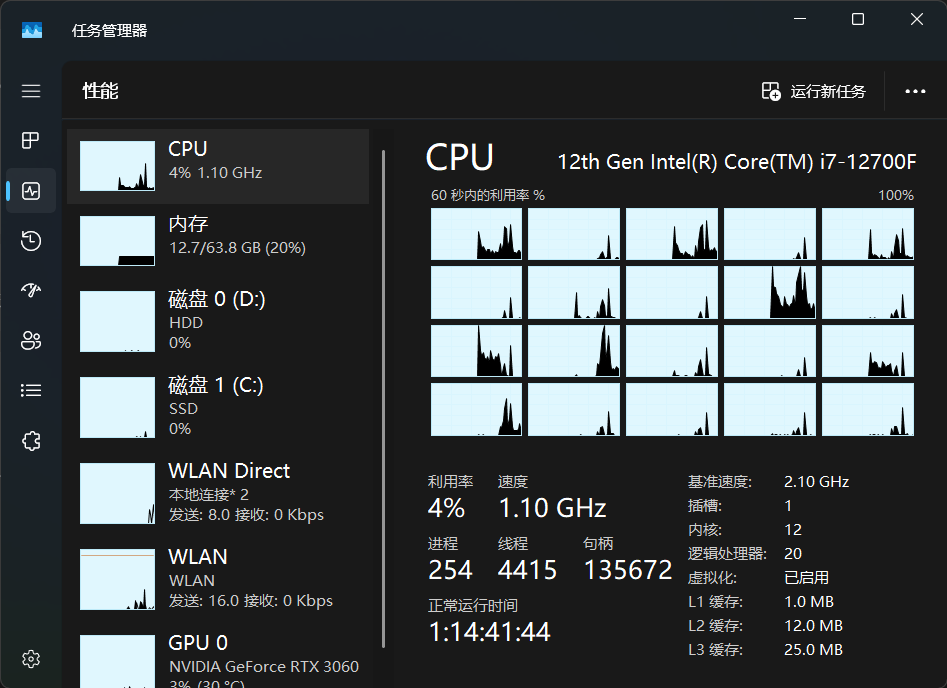 任务管理器
性能
运行新任务
CPU
4% 1.10 GHz
内存
12.7/63.8 GB (20%)
磁盘 0 (D:)
HDD
0%
磁盘 1 (C:)
SSD
0%
WLAN Direct
本地连接* 2
发送: 8.0 接收: 0 Kbps
WLAN
WLAN
发送: 16.0 接收: 0 Kbps
GPU 0
NVIDIA GeForce RTX 3060
3% (30 °C)
CPU
12th Gen Intel(R) Core(TM) i7-12700F
60 秒内的利用率 % 100%
利用率 速度
4% 1.10 GHz
进程 线程 句柄
254 4415 135672
正常运行时间
1:14:41:44
基准速度: 2.10 GHz
插槽: 1
内核: 12
逻辑处理器: 20
虚拟化: 已启用
L1 缓存: 1.0 MB
L2 缓存: 12.0 MB
L3 缓存: 25.0 MB